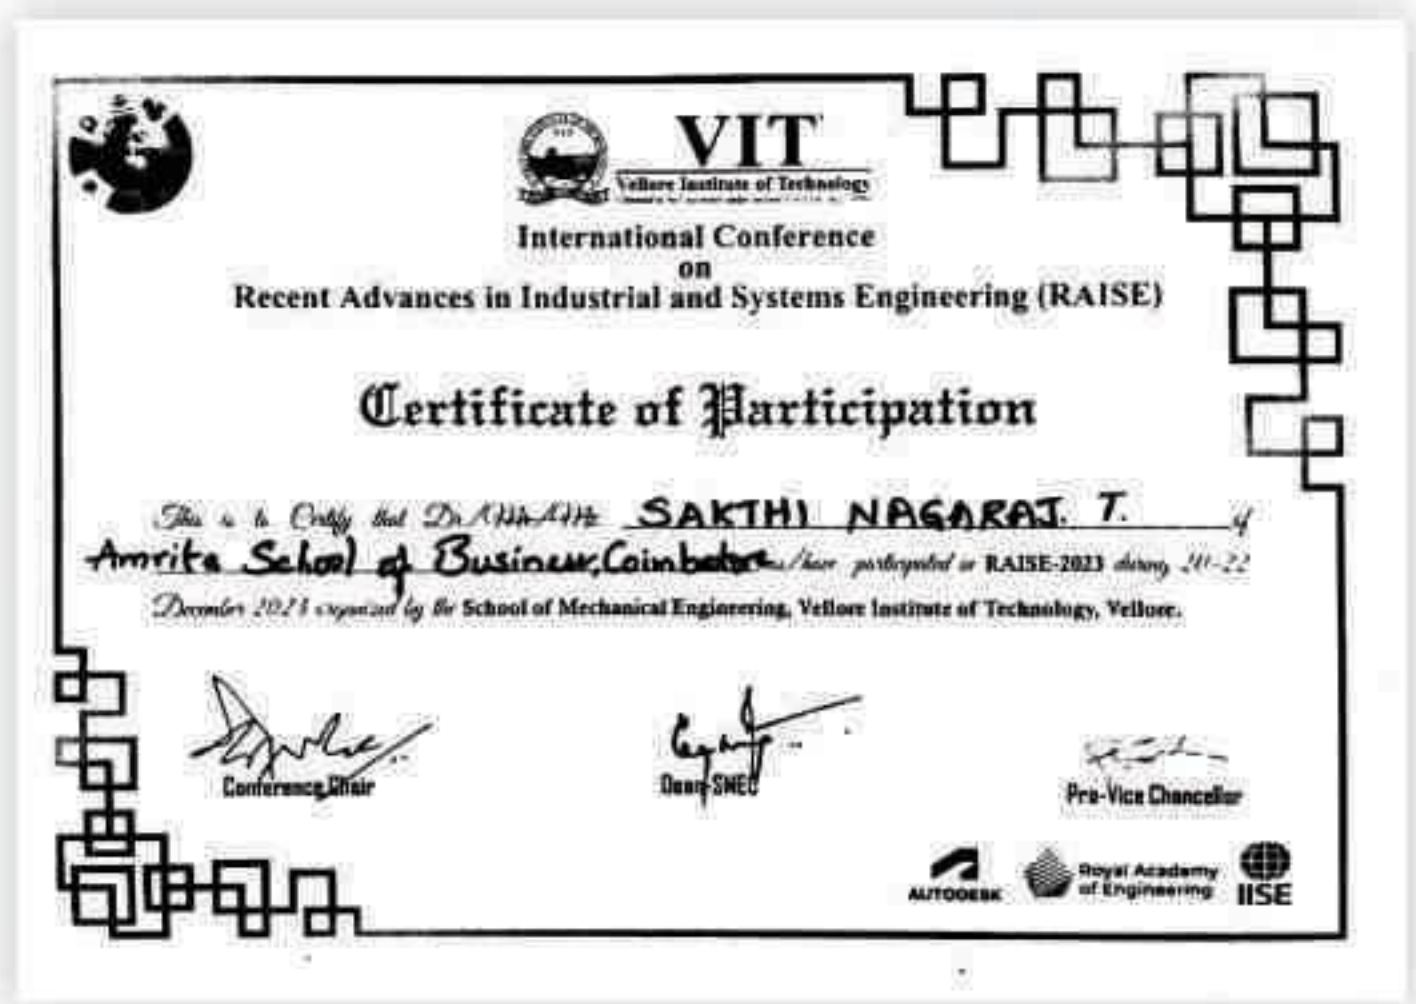 VIT
Vellore Institute of Technology
International Conference
on
Recent Advances in Industrial and Systems Engineering (RAISE)
Certificate of Participation
This is to Certify that Dr. SAKTHI NAGARAJ. T. of
Amrita School of Business, Coimbatore /have participated in RAISE-2023 during 20-22
December 2023 organized by the School of Mechanical Engineering, Vellore Institute of Technology, Vellore.
Conference Chair
Dean-SMEC
Pro-Vice Chancellor
AUTODESK
Royal Academy
of Engineering
IISE